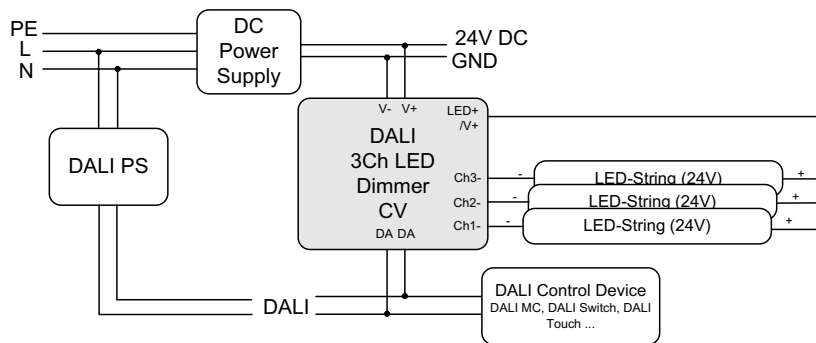 PE
L
N
DC
Power
Supply
24V DC
GND
DALI PS
V- V+
LED+
/V+
DALI
3Ch LED
Dimmer
CV
Ch3-
Ch2-
Ch1-
DA DA
- LED-String (24V) +
- LED-String (24V) +
- LED-String (24V) +
DALI
DALI Control Device
DALI MC, DALI Switch, DALI
Touch ...